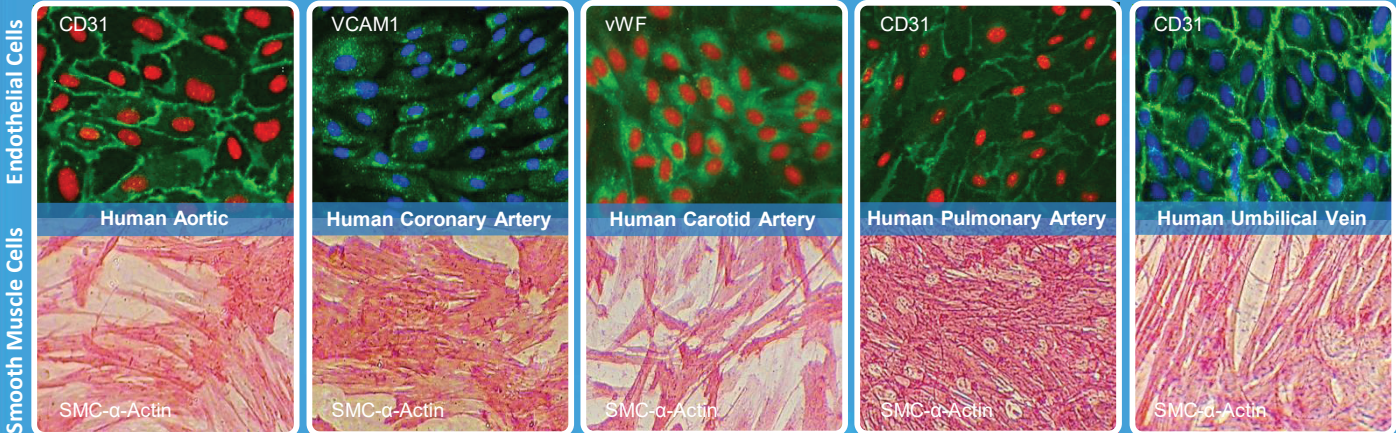 Endothelial Cells
CD31
VCAM1
vWF
CD31
CD31
Human Aortic
Human Coronary Artery
Human Carotid Artery
Human Pulmonary Artery
Human Umbilical Vein
Smooth Muscle Cells
SMC-α-Actin
SMC-α-Actin
SMC-α-Actin
SMC-α-Actin
SMC-α-Actin